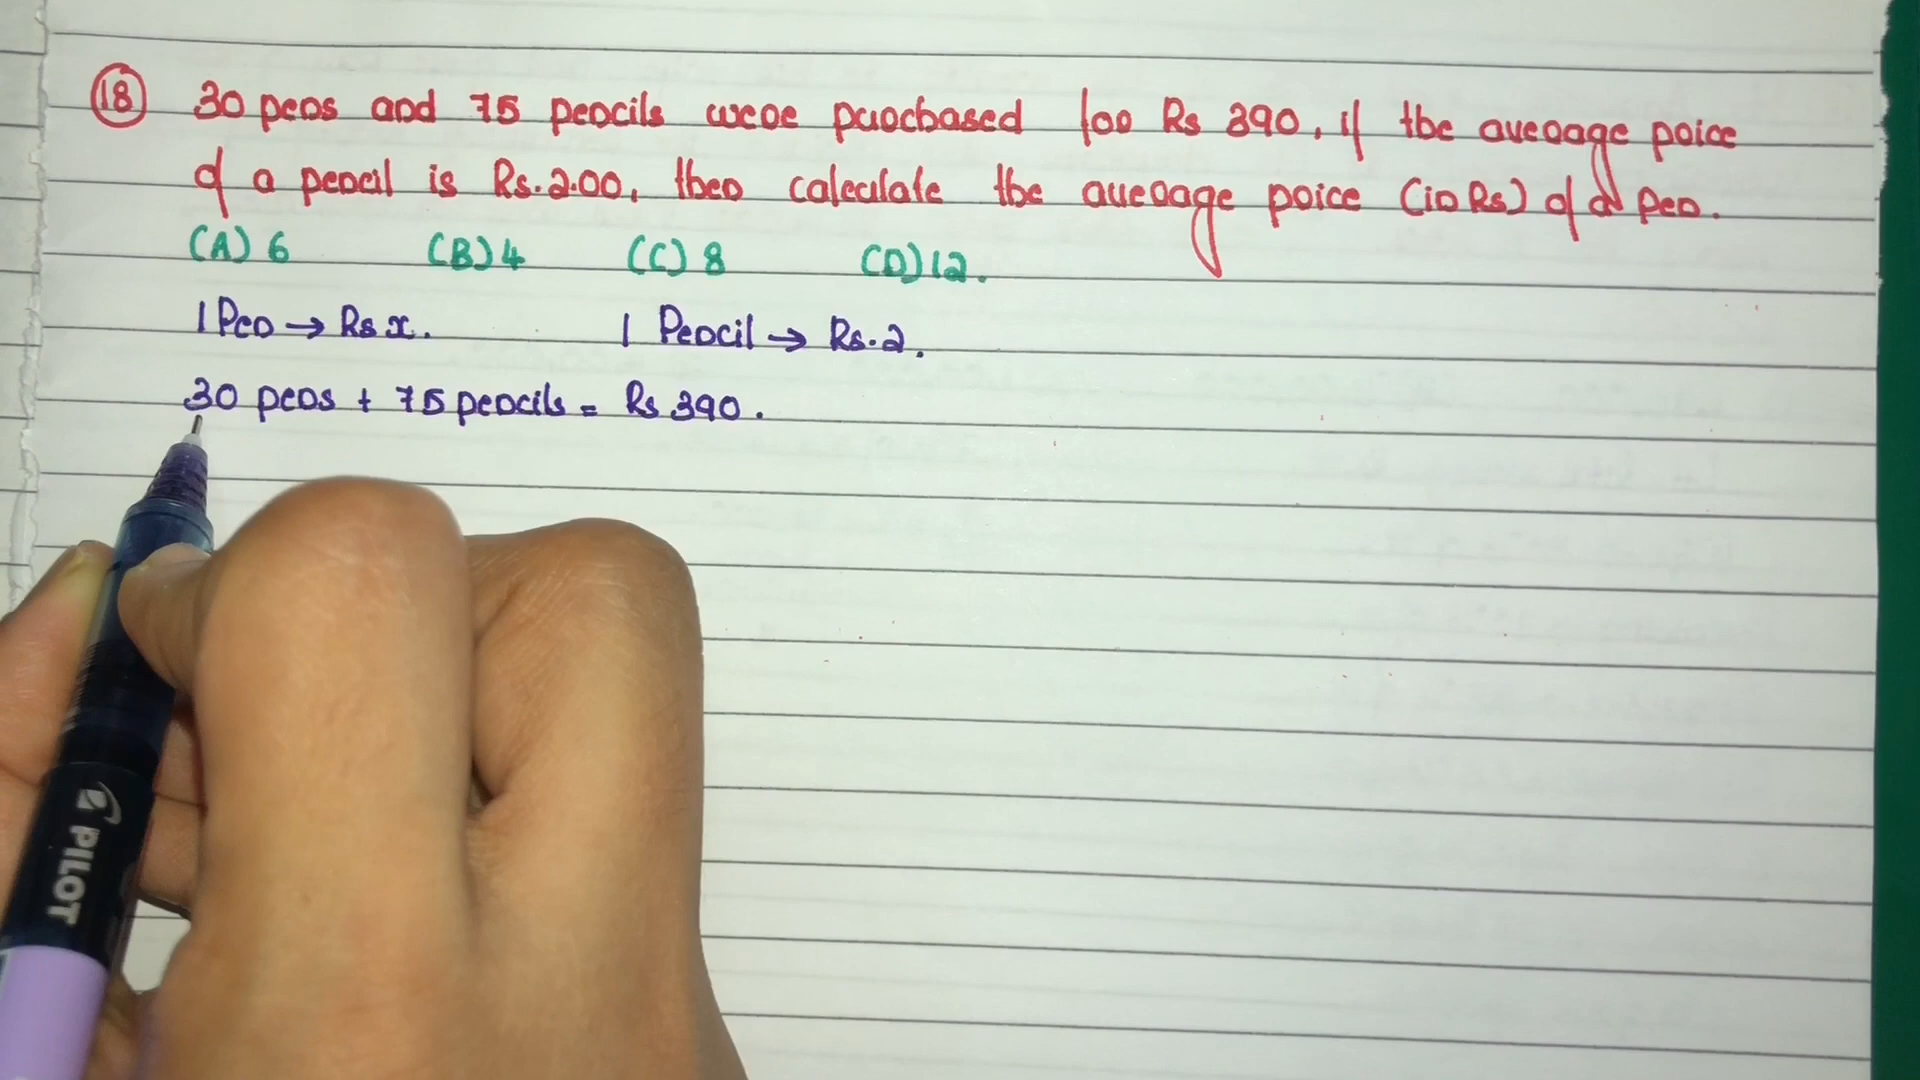 18 30 pens and 75 pencils were purchased for Rs 390. if the average price
of a pencil is Rs.2.00, then calculate the average price (in Rs) of a pen.
(A) 6 (B) 4 (C) 8 (D) 12.
1 Pen → Rs x. 1 Pencil → Rs.2.
30 pens + 75 pencils = Rs 390.
PILOT